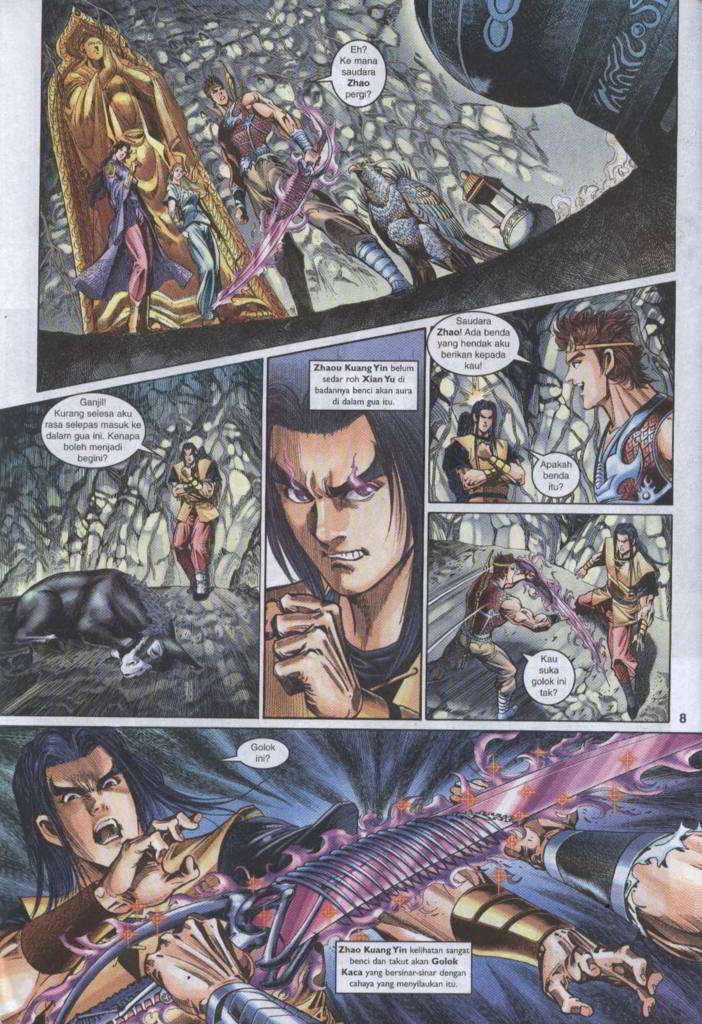 Eh?
Ke mana
saudara
Zhao
pergi?
Ganjil!
Kurang selesa aku
rasa selepas masuk ke
dalam gua ini. Kenapa
boleh menjadi
begini?
Zhaou Kuang Yin belum
sedar roh Xian Yu di
badannya benci akan aura
di dalam gua itu.
Saudara
Zhao! Ada benda
yang hendak aku
berikan kepada
kau!
Apakah
benda
itu?
Kau
suka
golok ini
tak?
8
Golok
ini?
Zhao Kuang Yin kelihatan sangat
benci dan takut akan Golok
Kaca yang bersinar-sinar dengan
cahaya yang menyilaukan itu.